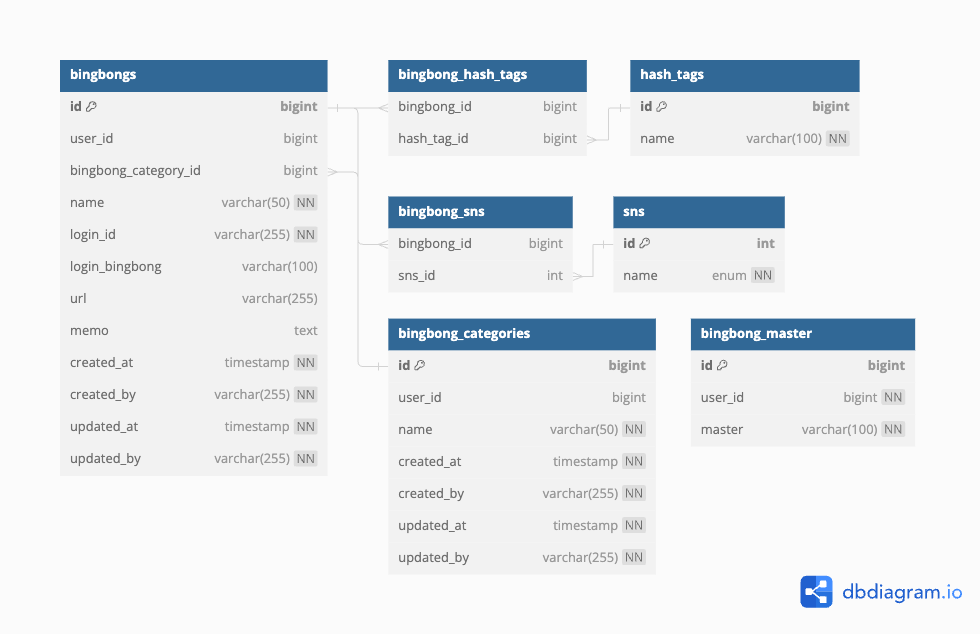 bingbongs
id bigint
user_id bigint
bingbong_category_id bigint
name varchar(50) NN
login_id varchar(255) NN
login_bingbong varchar(100)
url varchar(255)
memo text
created_at timestamp NN
created_by varchar(255) NN
updated_at timestamp NN
updated_by varchar(255) NN
bingbong_hash_tags
bingbong_id bigint
hash_tag_id bigint
hash_tags
id bigint
name varchar(100) NN
bingbong_sns
bingbong_id bigint
sns_id int
sns
id int
name enum NN
bingbong_categories
id bigint
user_id bigint
name varchar(50) NN
created_at timestamp NN
created_by varchar(255) NN
updated_at timestamp NN
updated_by varchar(255) NN
bingbong_master
id bigint
user_id bigint NN
master varchar(100) NN
dbdiagram.io